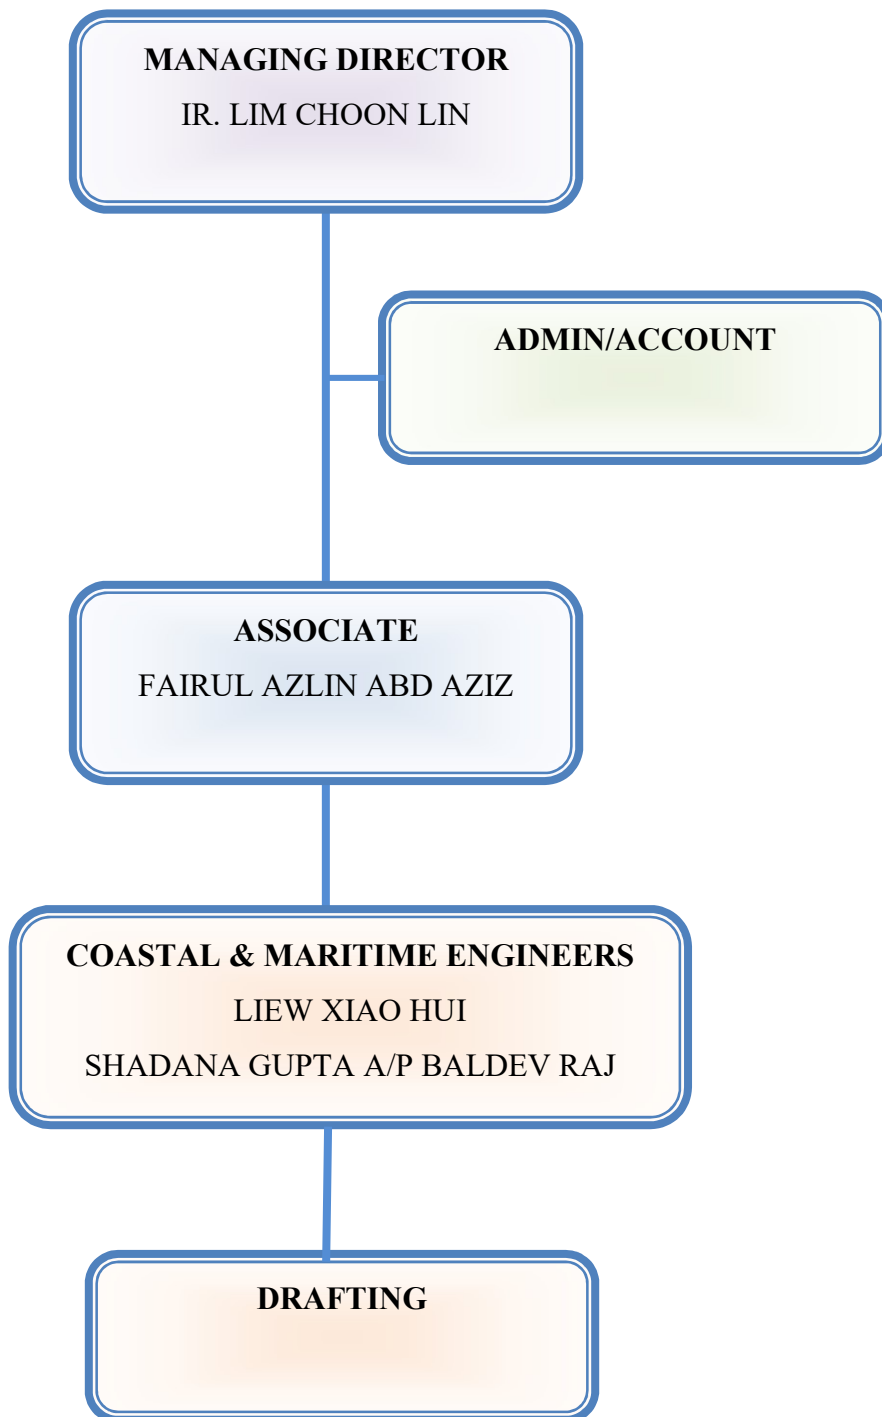 MANAGING DIRECTOR
IR. LIM CHOON LIN
ADMIN/ACCOUNT
ASSOCIATE
FAIRUL AZLIN ABD AZIZ
COASTAL & MARITIME ENGINEERS
LIEW XIAO HUI
SHADANA GUPTA A/P BALDEV RAJ
DRAFTING